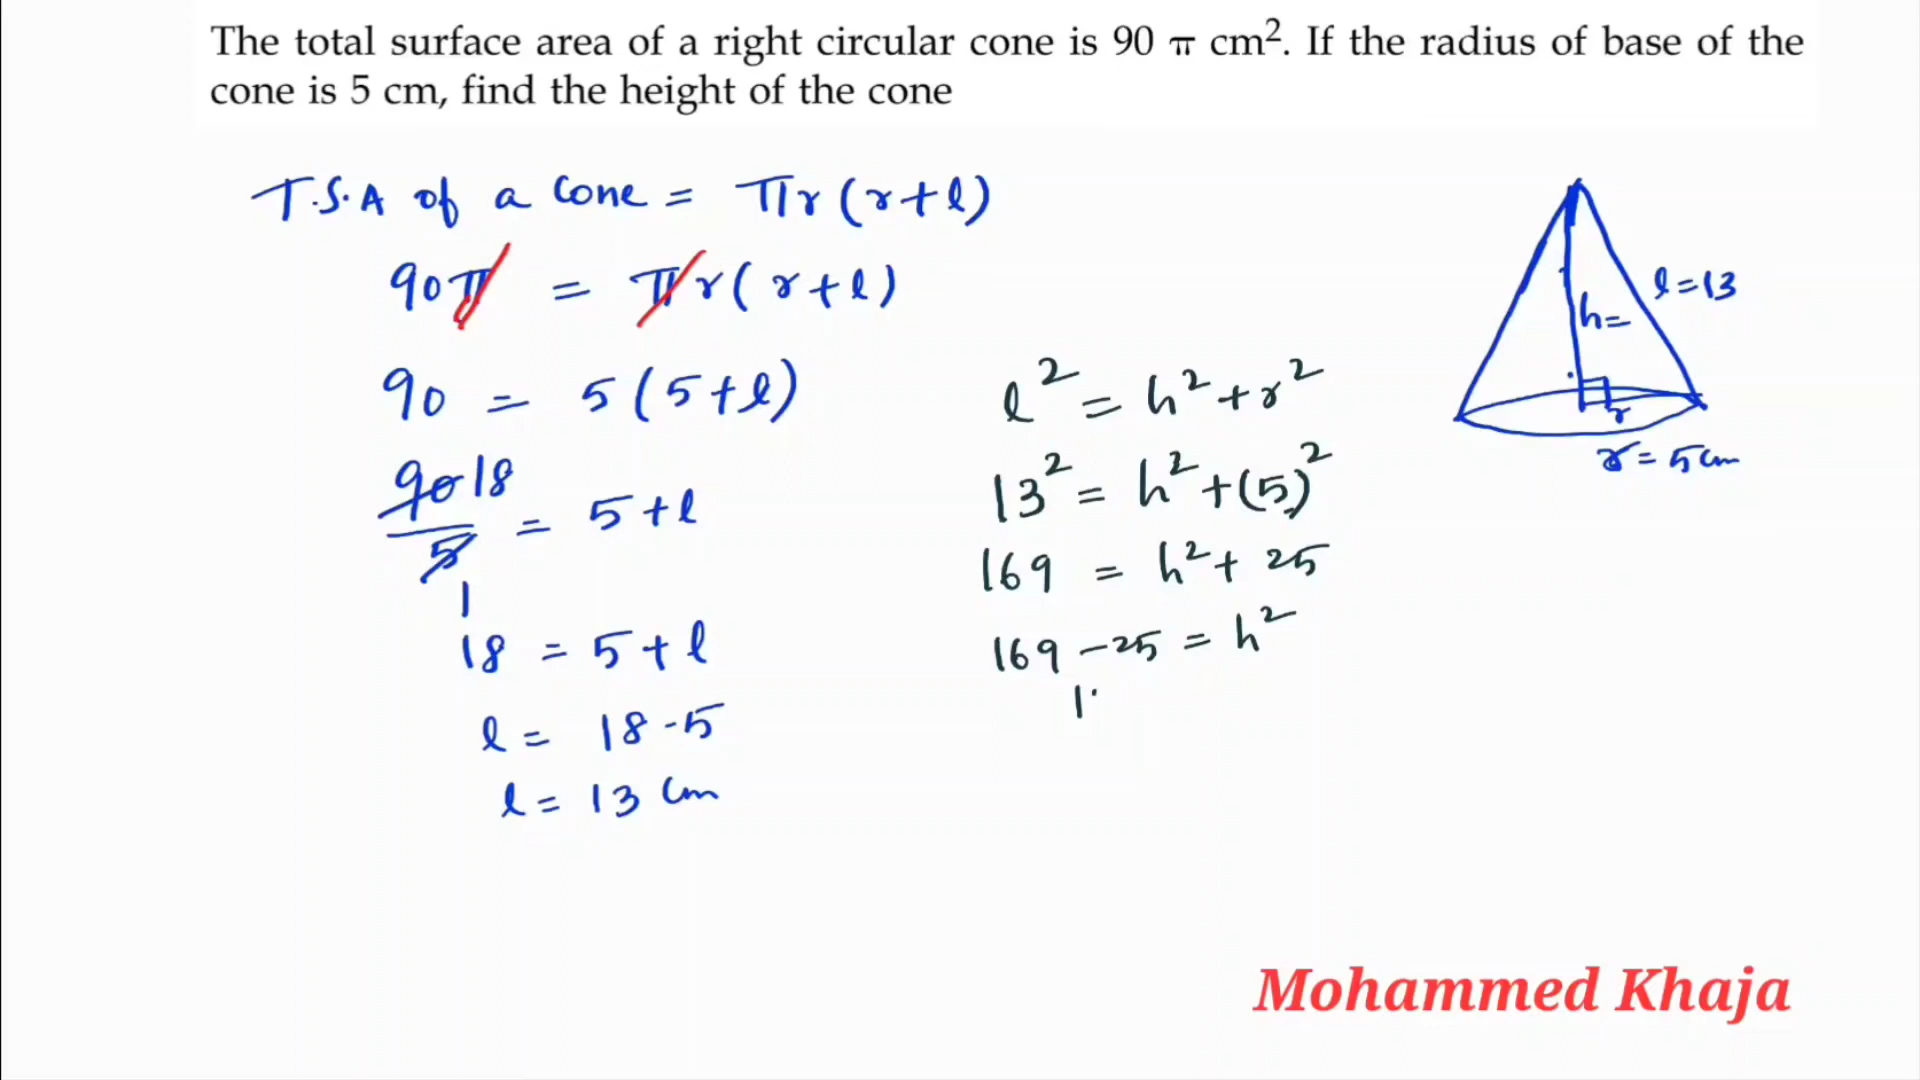 The total surface area of a right circular cone is 90 π cm². If the radius of base of the
cone is 5 cm, find the height of the cone
T.S.A of a Cone = πr(r+l)
90π = πr(r+l)
90 = 5(5+l)
90 18
5 = 5+l
1
18 = 5+l
l = 18-5
l = 13 cm
l² = h²+r²
13² = h²+(5)²
169 = h²+ 25
169 -25 = h²
1
l=13
h=
r
r = 5cm
Mohammed Khaja